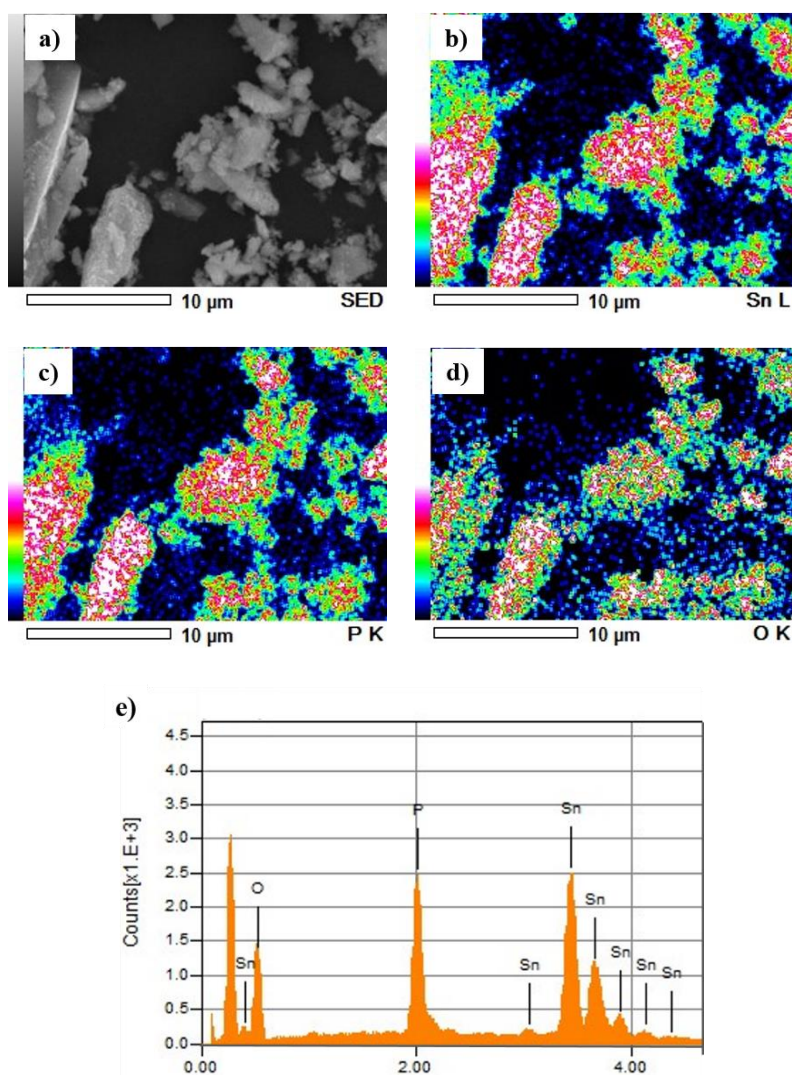 a)
b)
10 µm SED
10 µm Sn L
c)
d)
10 µm P K
10 µm O K
e)
4.5
4.0
3.5
3.0
2.5
2.0
1.5
1.0
0.5
0.0
Counts[x1.E+3]
Sn
O
P
Sn
Sn
Sn
Sn
Sn
Sn
0.00 2.00 4.00